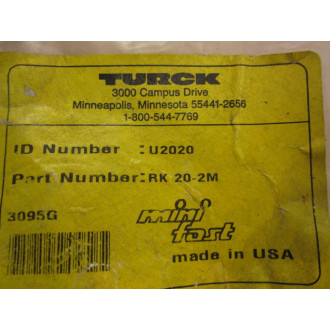 TURCK
3000 Campus Drive
Minneapolis, Minnesota 55441-2656
1-800-544-7769
ID Number : U2020
Part Number: RK 20-2M
3095G
mini
fast
made in USA